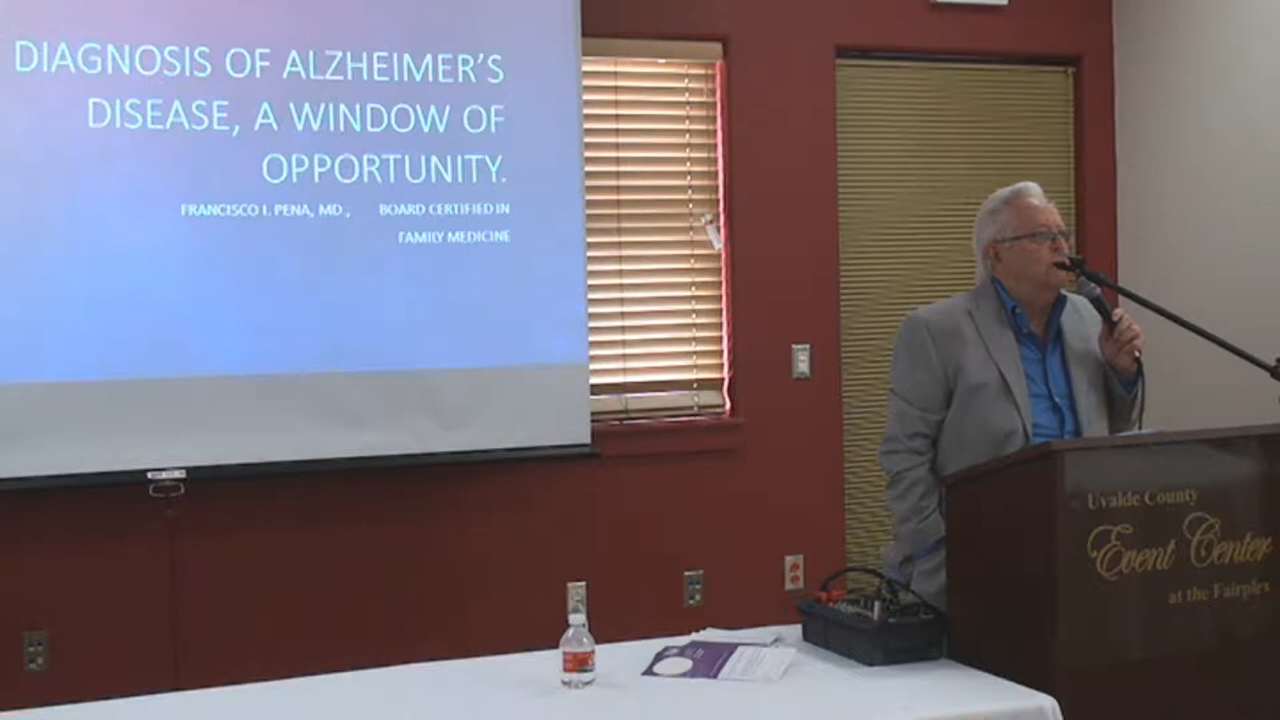 DIAGNOSIS OF ALZHEIMER'S
DISEASE, A WINDOW OF
OPPORTUNITY.
FRANCISCO I. PENA, MD , BOARD CERTIFIED IN
FAMILY MEDICINE
Uvalde County
Event Center
at the Fairplex